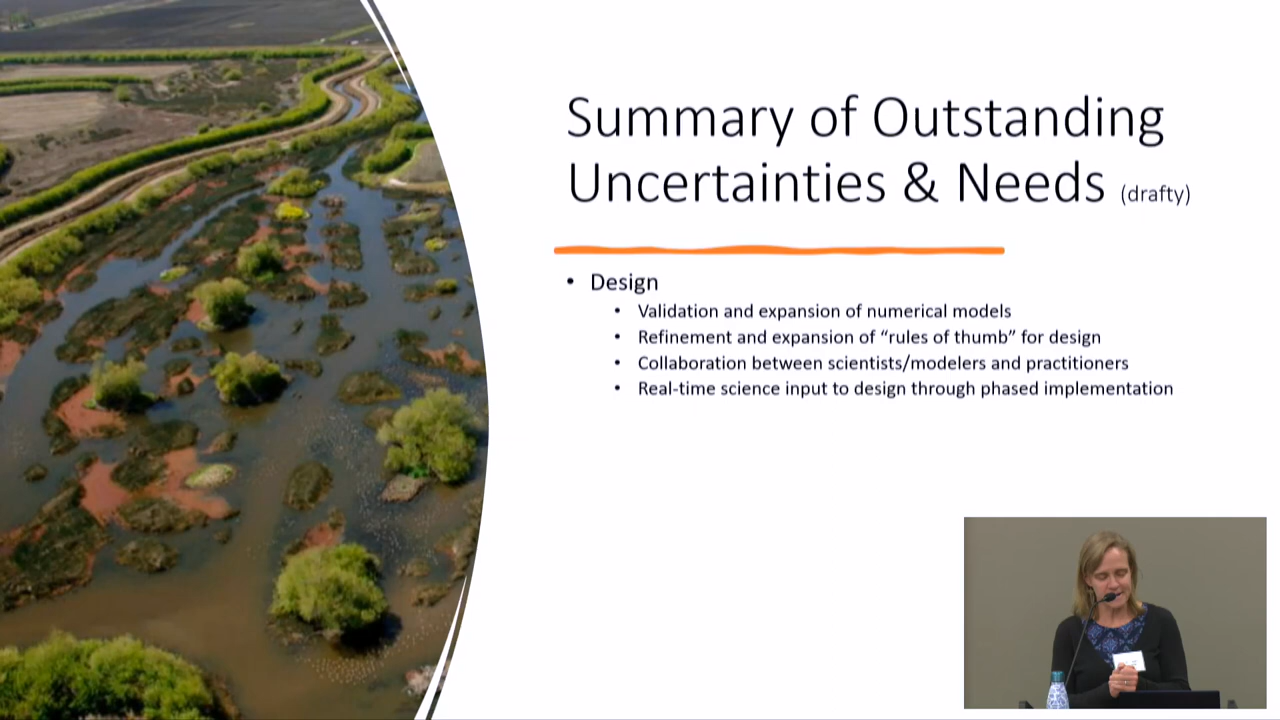 Summary of Outstanding
Uncertainties & Needs (drafty)
• Design
• Validation and expansion of numerical models
• Refinement and expansion of “rules of thumb” for design
• Collaboration between scientists/modelers and practitioners
• Real-time science input to design through phased implementation